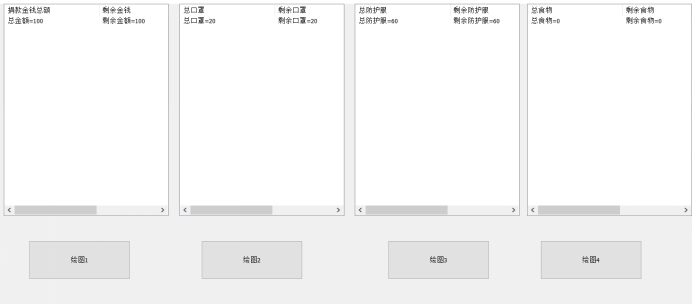 捐款金钱总额 剩余金钱
总金额=100 剩余金额=100
总口罩 剩余口罩
总口罩=20 剩余口罩=20
总防护服 剩余防护服
总防护服=60 剩余防护服=60
总食物 剩余食物
总食物=0 剩余食物=0
绘图1
绘图2
绘图3
绘图4